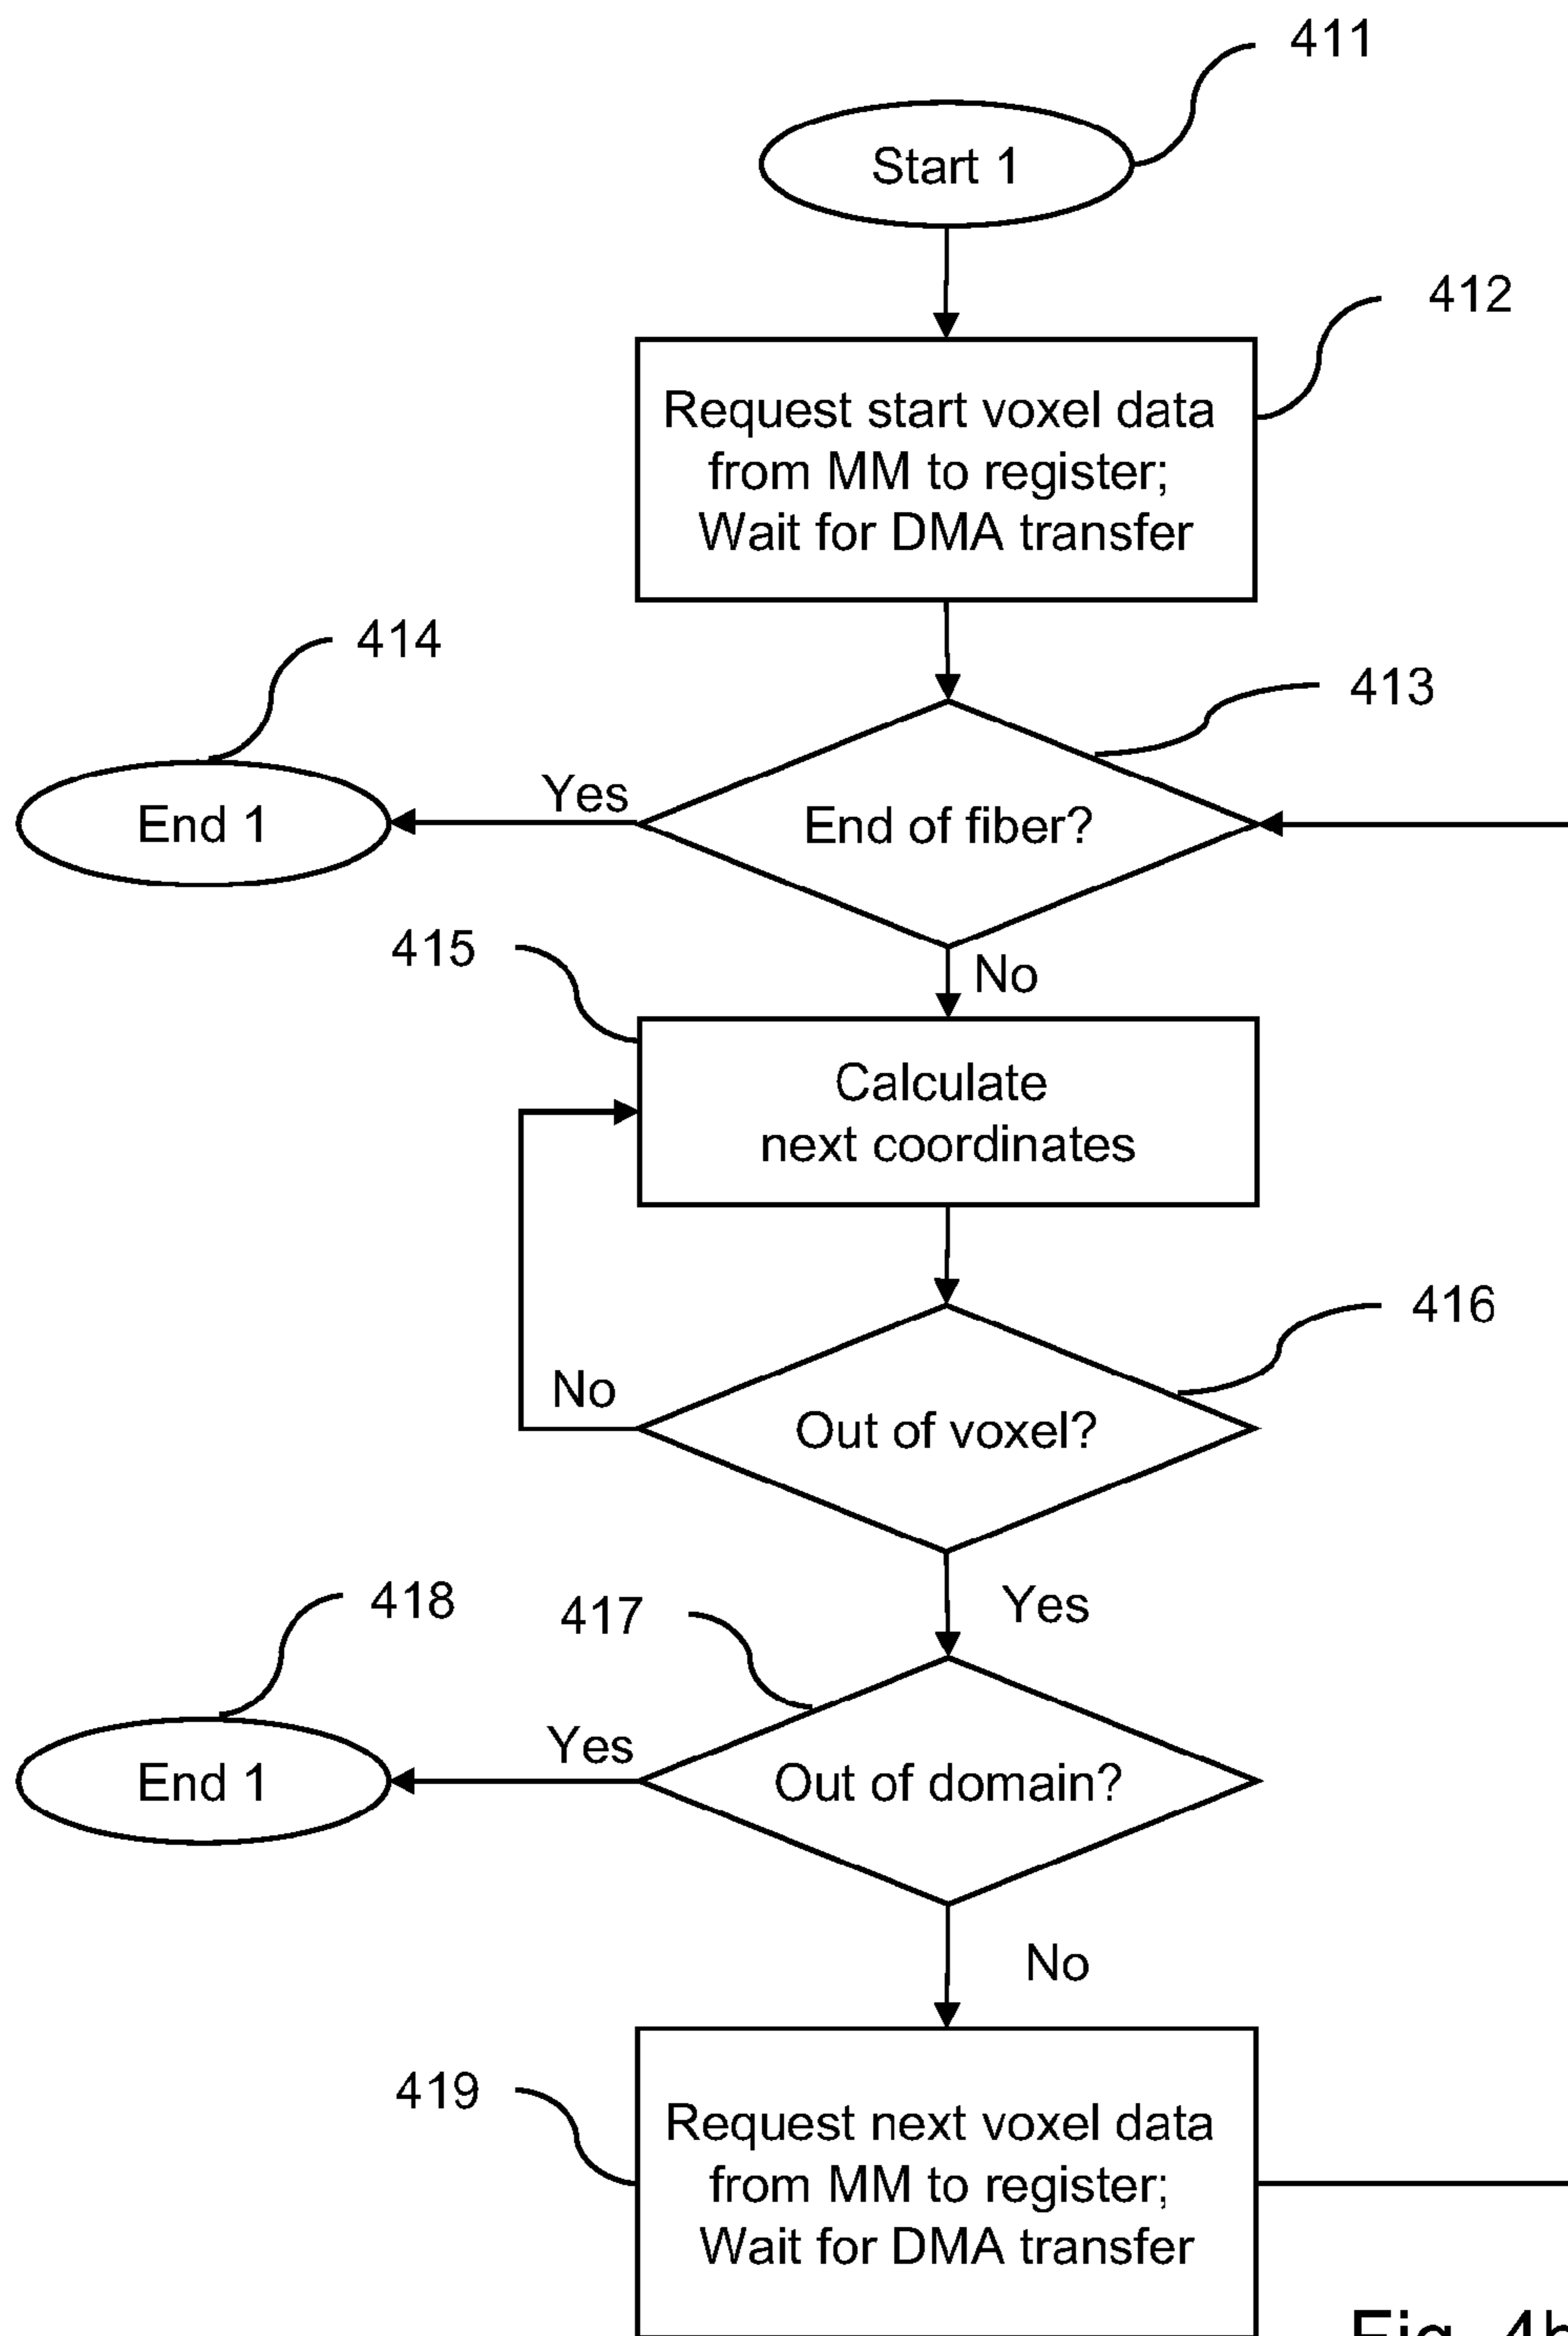 411
Start 1
412
Request start voxel data
from MM to register;
Wait for DMA transfer
414
413
Yes
End 1
End of fiber?
415
No
Calculate
next coordinates
416
No
Out of voxel?
418
417
Yes
Yes
End 1
Out of domain?
No
419
Request next voxel data
from MM to register;
Wait for DMA transfer
Fig. 4b